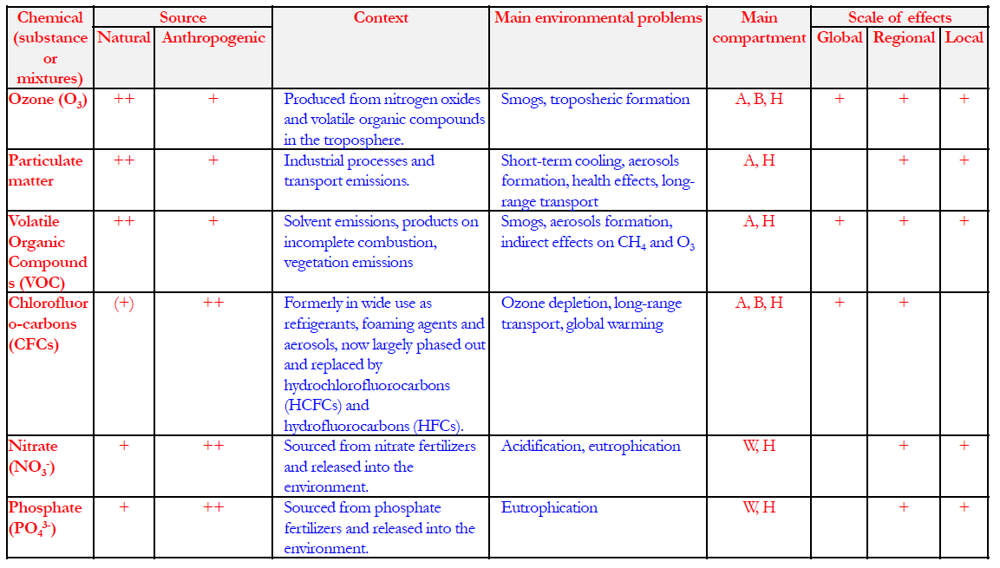 Chemical (substance or mixtures) | Source | Context | Main environmental problems | Main compartment | Scale of effects
Natural | Anthropogenic | Global | Regional | Local
Ozone (O3) | ++ | + | Produced from nitrogen oxides and volatile organic compounds in the troposphere. | Smogs, troposheric formation | A, B, H | + | + | +
Particulate matter | ++ | + | Industrial processes and transport emissions. | Short-term cooling, aerosols formation, health effects, long-range transport | A, H | | + | +
Volatile Organic Compounds (VOC) | ++ | + | Solvent emissions, products on incomplete combustion, vegetation emissions | Smogs, aerosols formation, indirect effects on CH4 and O3 | A, H | + | + | +
Chlorofluoro-carbons (CFCs) | (+) | ++ | Formerly in wide use as refrigerants, foaming agents and aerosols, now largely phased out and replaced by hydrochlorofluorocarbons (HCFCs) and hydrofluorocarbons (HFCs). | Ozone depletion, long-range transport, global warming | A, B, H | + | + |
Nitrate (NO3-) | + | ++ | Sourced from nitrate fertilizers and released into the environment. | Acidification, eutrophication | W, H | | + | +
Phosphate (PO43-) | + | ++ | Sourced from phosphate fertilizers and released into the environment. | Eutrophication | W, H | | + | +